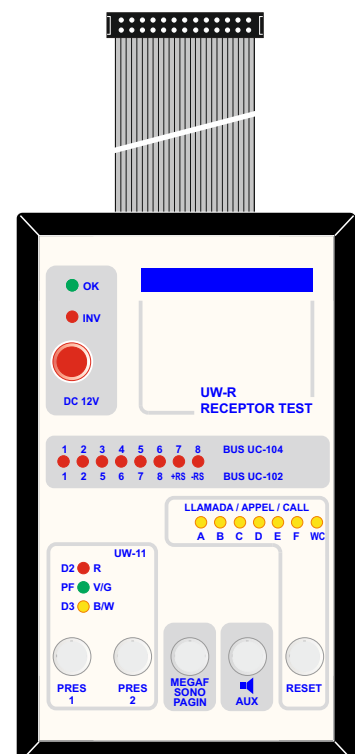 OK
INV
DC 12V
UW-R
RECEPTOR TEST
1 2 3 4 5 6 7 8 BUS UC-104
1 2 5 6 7 8 +RS -RS BUS UC-102
LLAMADA / APPEL / CALL
A B C D E F WC
UW-11
D2 R
PF V/G
D3 B/W
PRES
1
PRES
2
MEGAF
SONO
PAGIN
AUX
RESET